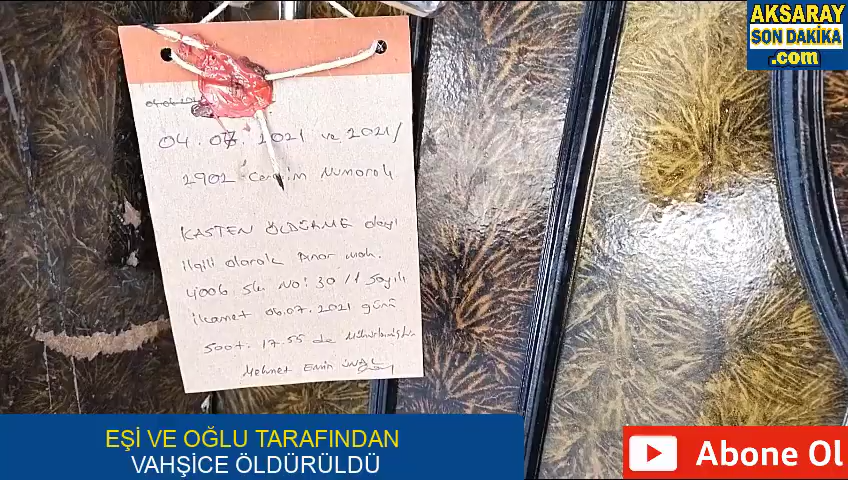 AKSARAY
SON DAKİKA
.com
04.07.2021 ve 2021/
2902 Numaralı
KASTEN ÖLDÜRME olayı
ilgili olarak Pınar mah.
4006. Sk. No: 30/1 Sayılı
ikamet 06.07.2021 günü
Saat. 17.55 de Mühürlenmiştir
Mehmet Emin ÜNAL
EŞİ VE OĞLU TARAFINDAN
VAHŞİCE ÖLDÜRÜLDÜ
Abone Ol